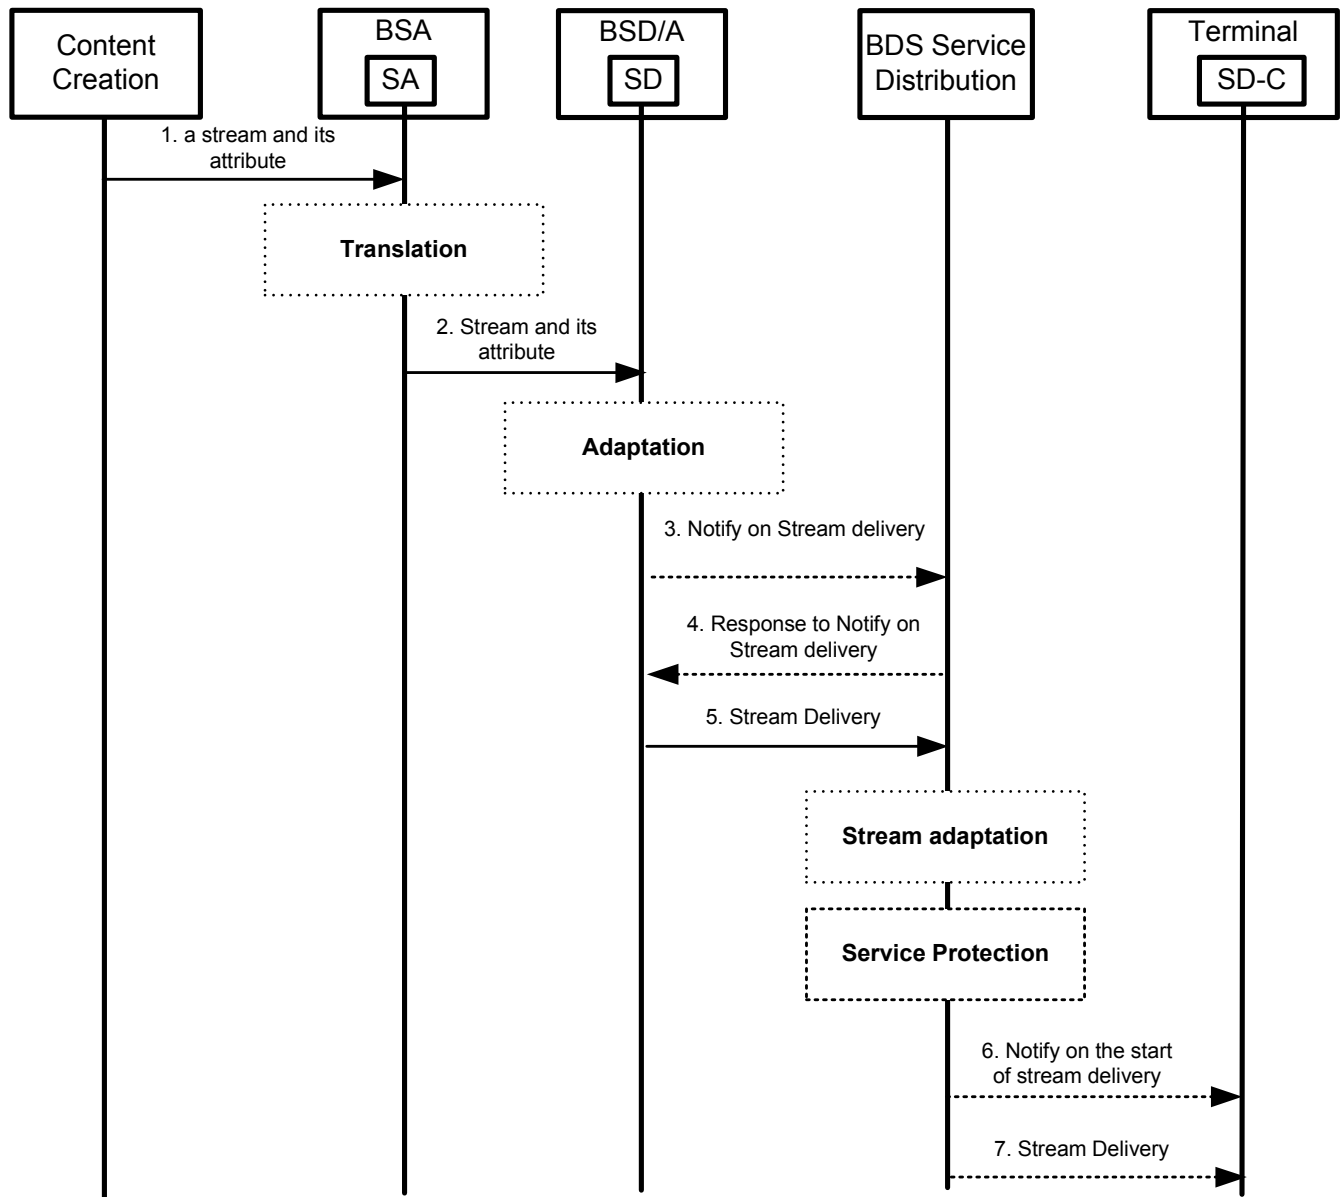 Content
Creation
BSA
SA
BSD/A
SD
BDS Service
Distribution
Terminal
SD-C
1. a stream and its
attribute
Translation
2. Stream and its
attribute
Adaptation
3. Notify on Stream delivery
4. Response to Notify on
Stream delivery
5. Stream Delivery
Stream adaptation
Service Protection
6. Notify on the start
of stream delivery
7. Stream Delivery